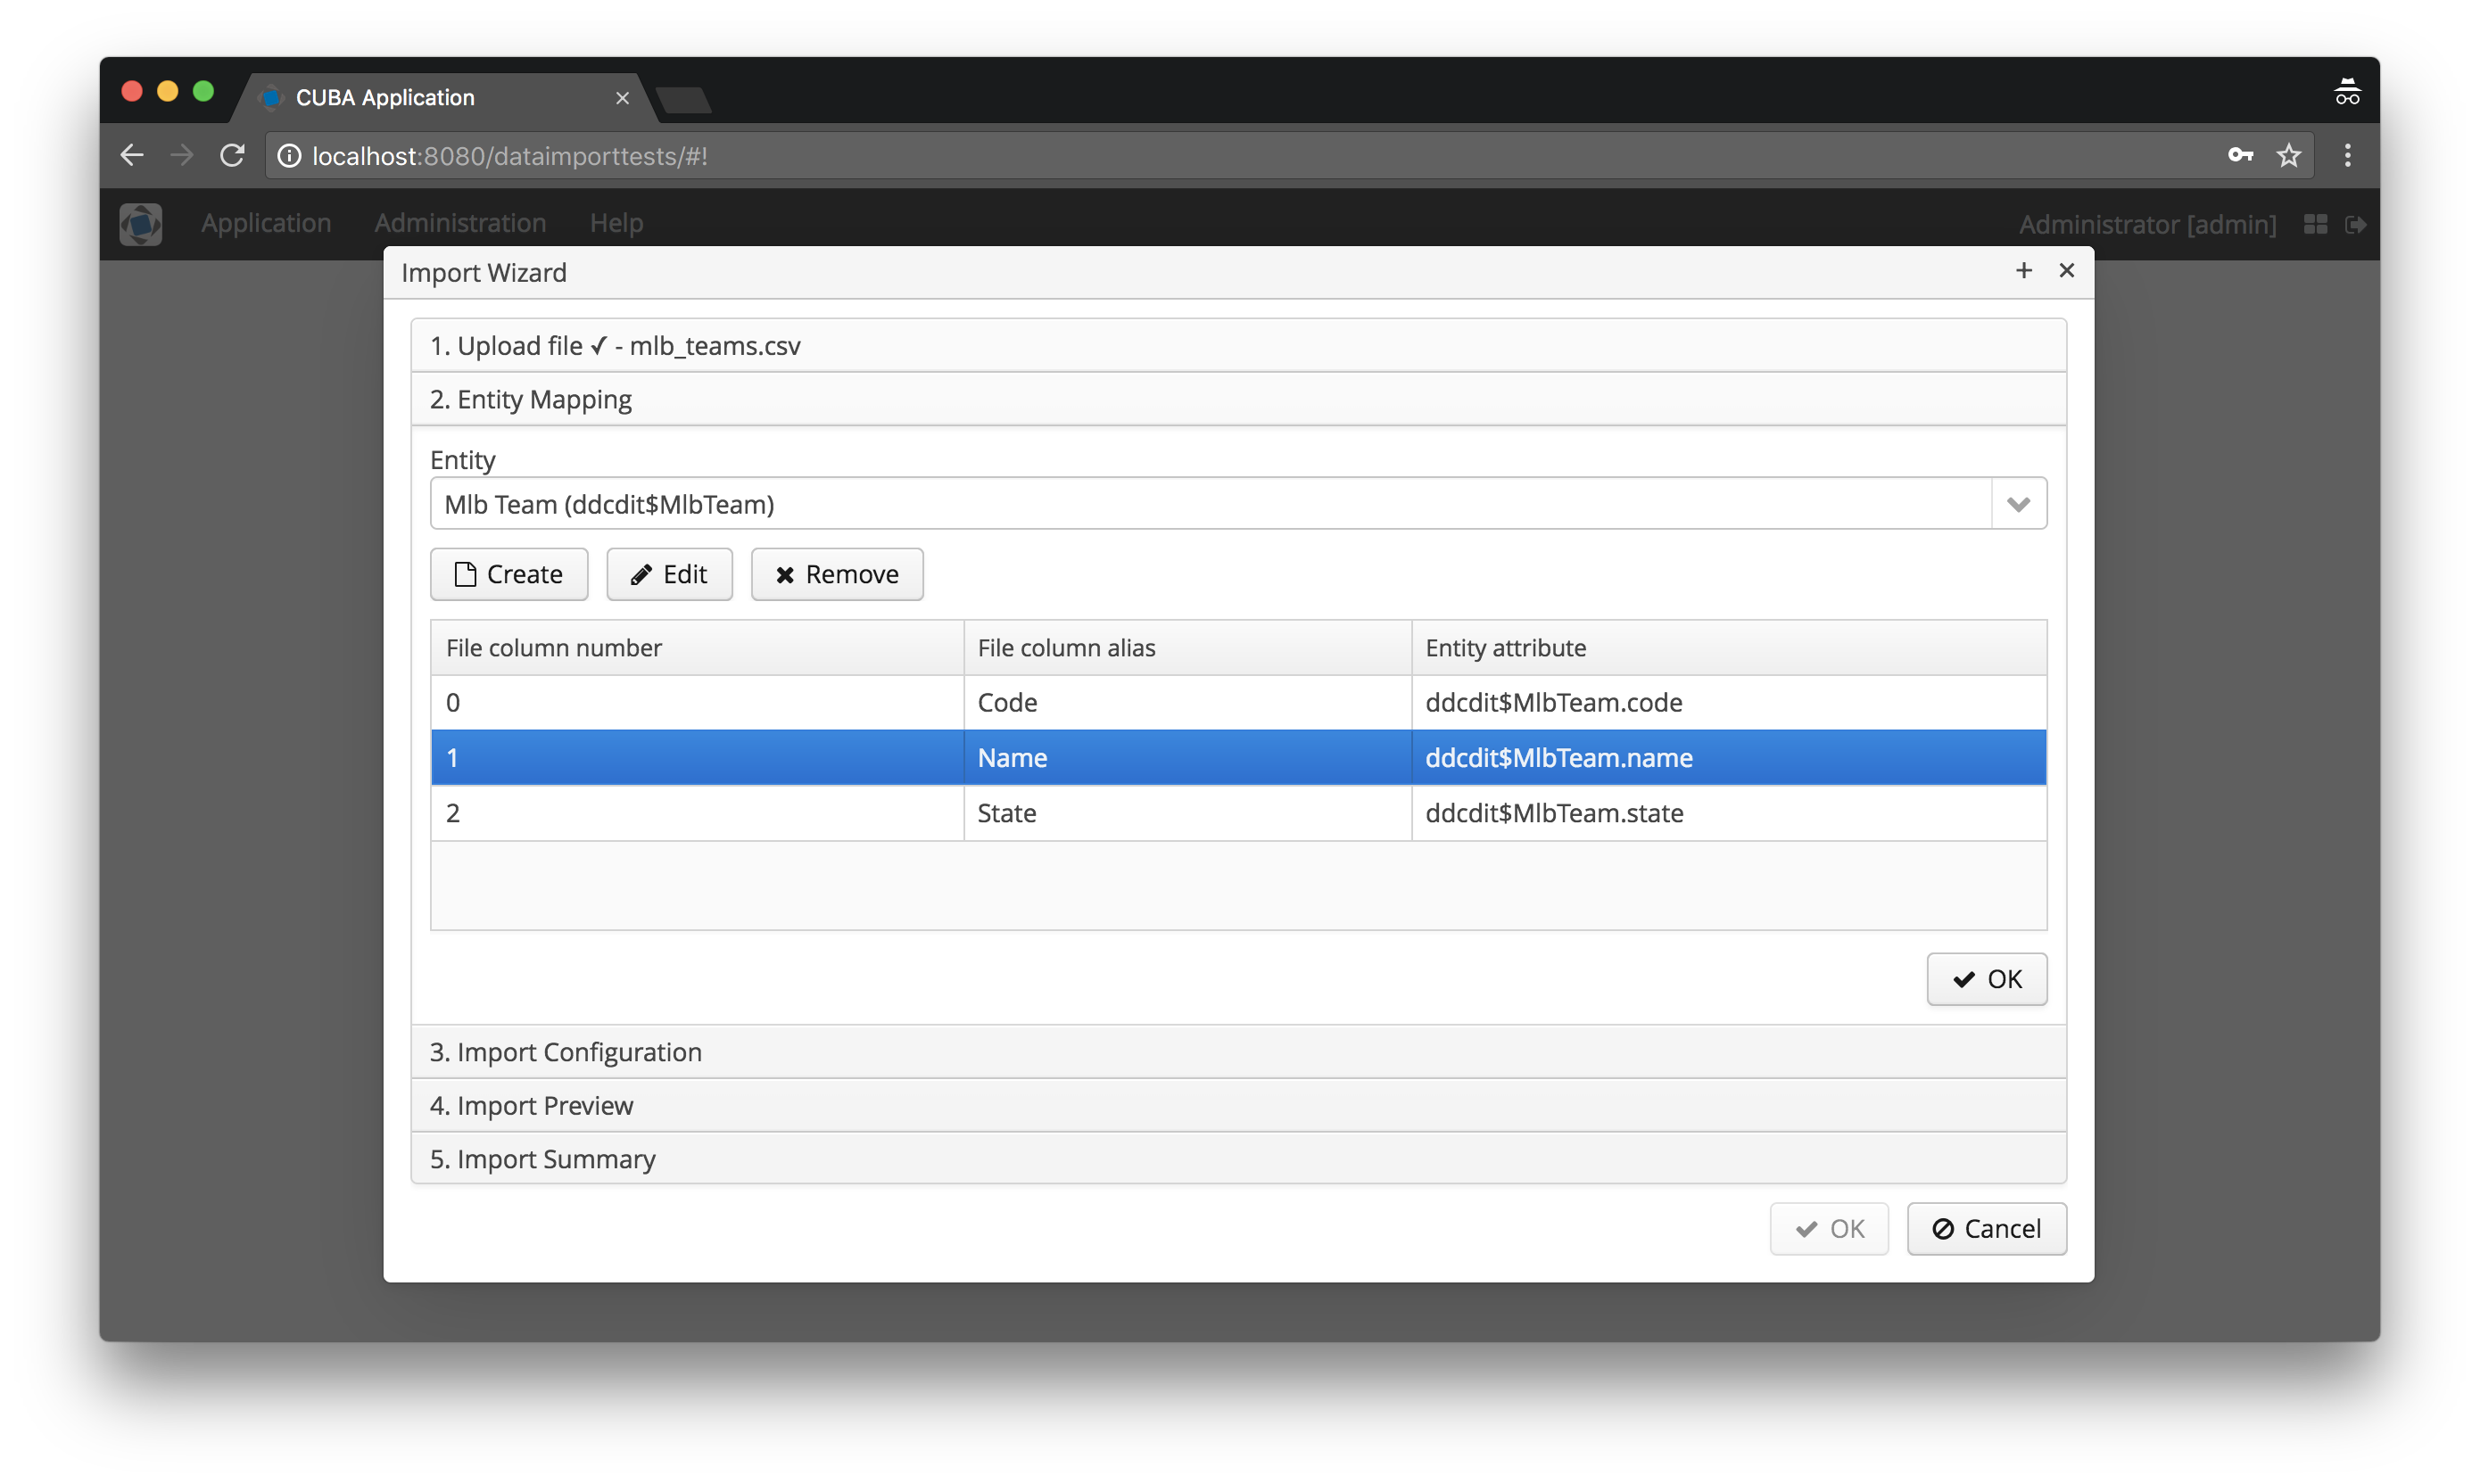 CUBA Application
localhost:8080/dataimporttests/#!
Application Administration Help Administrator [admin]
Import Wizard
1. Upload file ✓ - mlb_teams.csv
2. Entity Mapping
Entity
Mlb Team (ddcdit$MlbTeam)
Create Edit Remove
File column number File column alias Entity attribute
0 Code ddcdit$MlbTeam.code
1 Name ddcdit$MlbTeam.name
2 State ddcdit$MlbTeam.state
OK
3. Import Configuration
4. Import Preview
5. Import Summary
OK Cancel